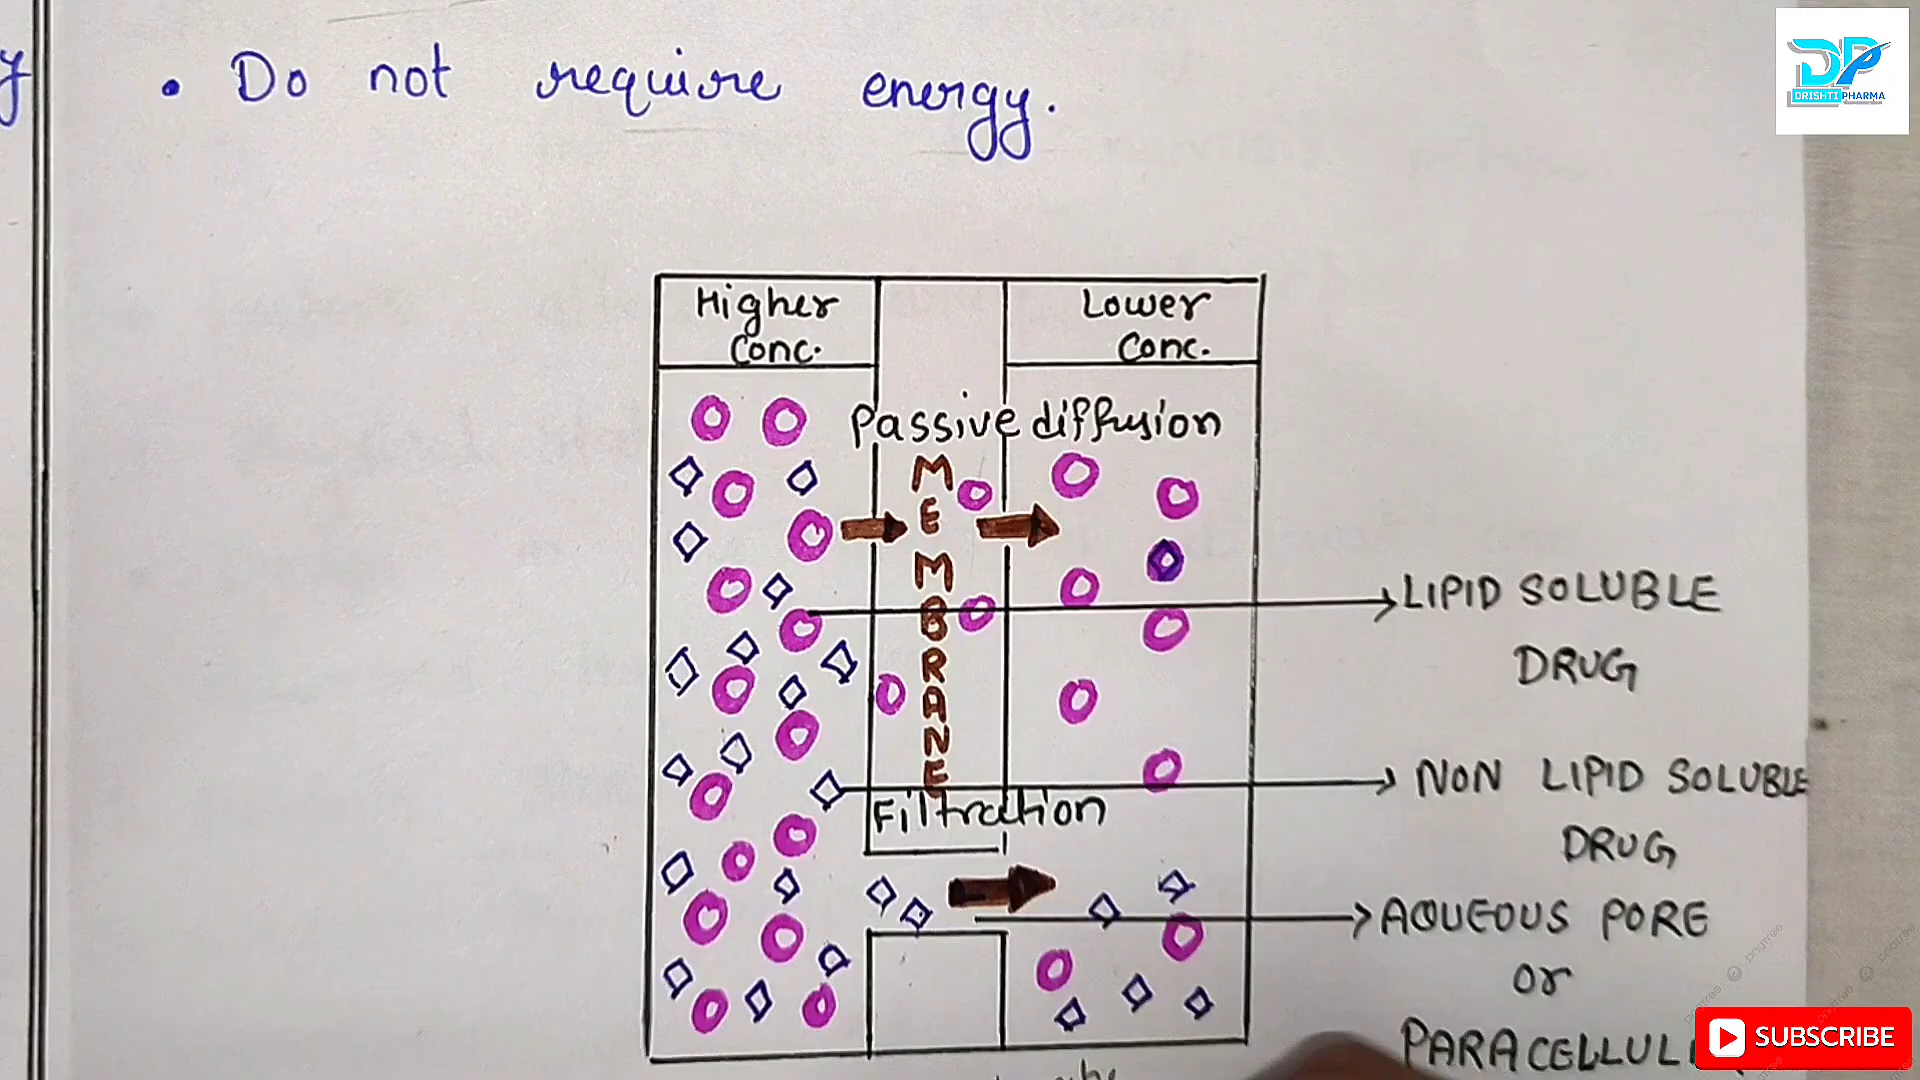 • Do not require energy.
DP
DRISHTI PHARMA
Higher
Conc.
Lower
Conc.
Passive diffusion
MEMBRANE
LIPID SOLUBLE
DRUG
NON LIPID SOLUBLE
DRUG
Filtration
AQUEOUS PORE
or
SUBSCRIBE